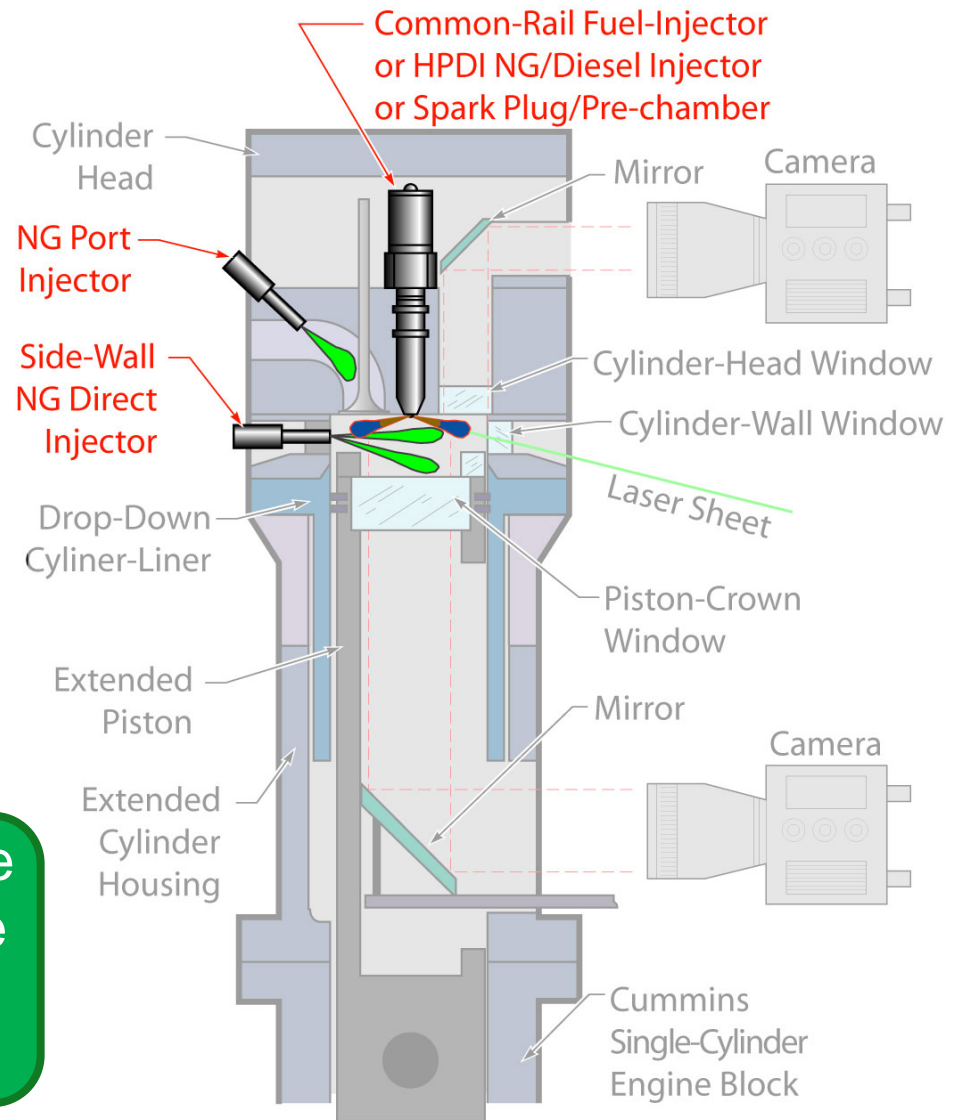 Common-Rail Fuel-Injector
or HPDI NG/Diesel Injector
or Spark Plug/Pre-chamber
Cylinder
Head
Mirror
Camera
NG Port
Injector
Side-Wall
NG Direct
Injector
Cylinder-Head Window
Cylinder-Wall Window
Laser Sheet
Drop-Down
Cyliner-Liner
Piston-Crown
Window
Extended
Piston
Mirror
Camera
Extended
Cylinder
Housing
Cummins
Single-Cylinder
Engine Block